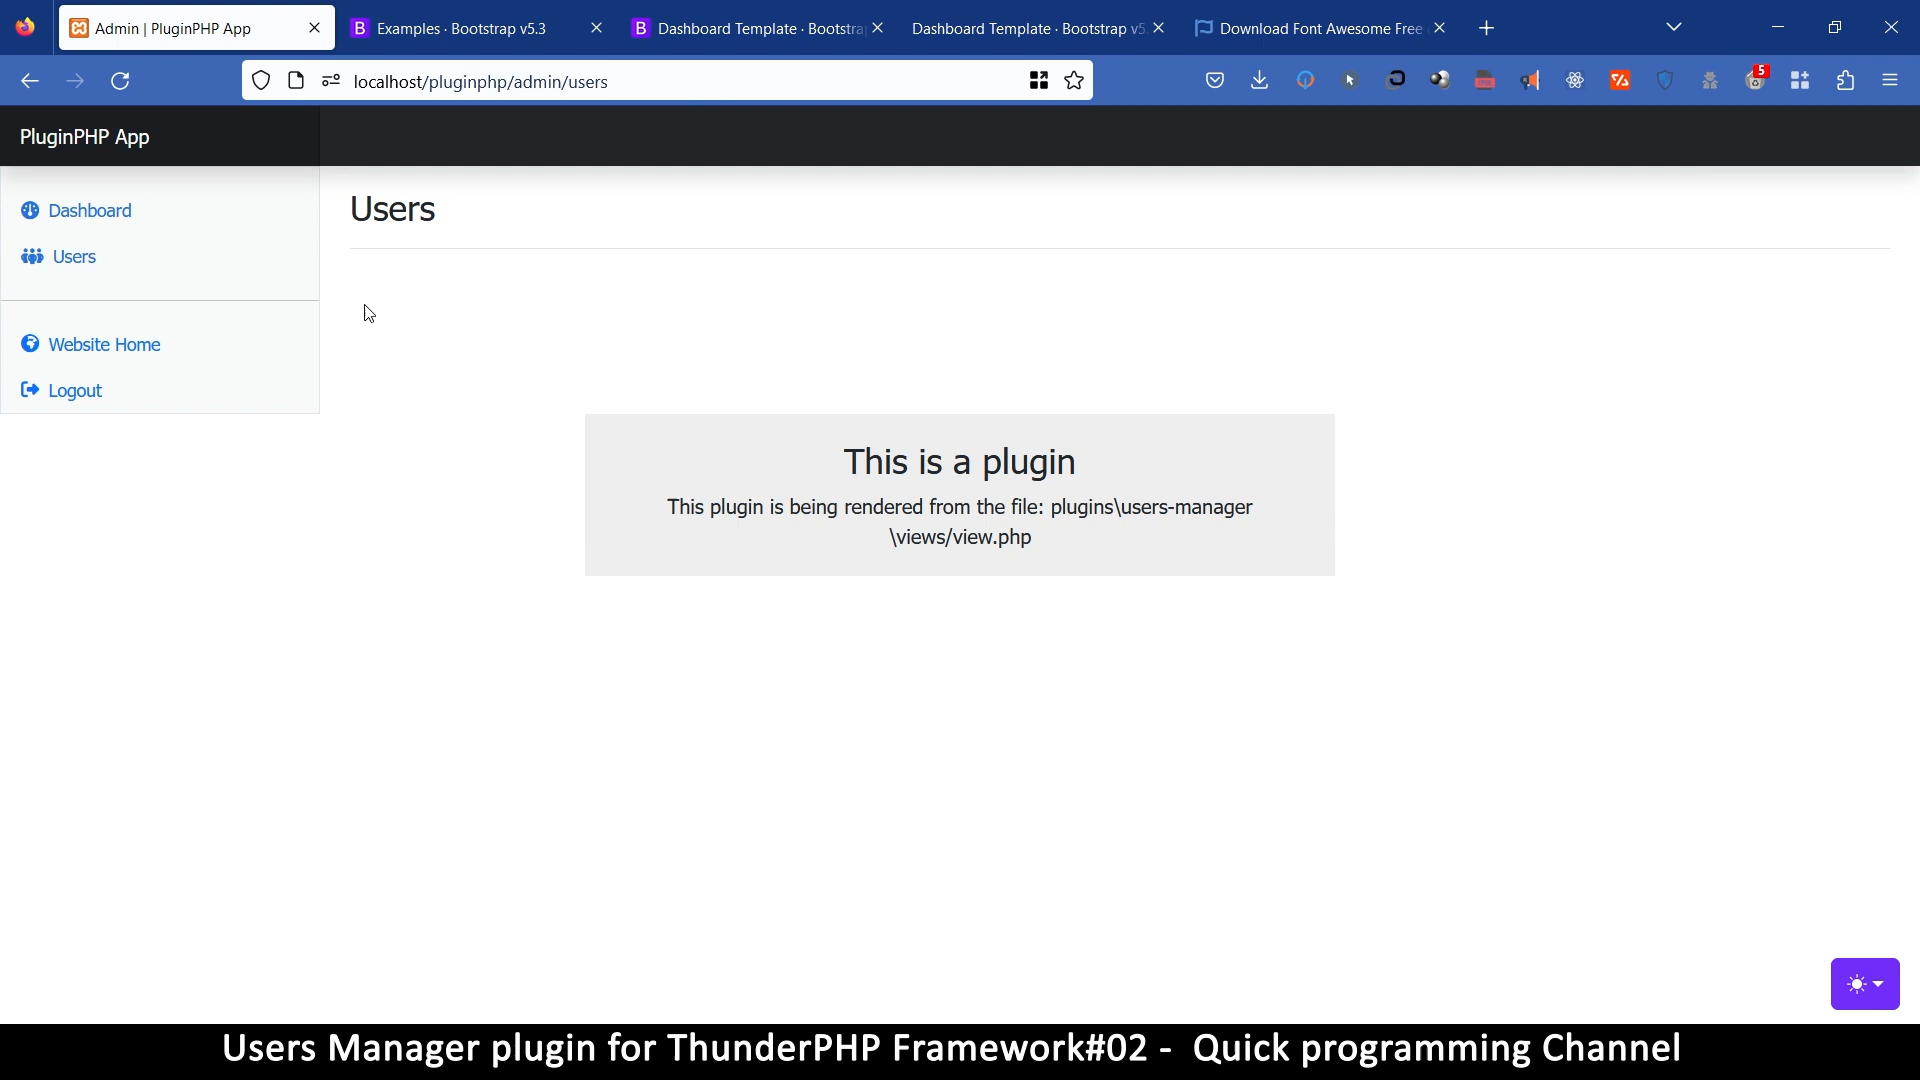 Admin | PluginPHP App
Examples · Bootstrap v5.3
Dashboard Template · Bootstra
Dashboard Template · Bootstrap v5.
Download Font Awesome Free
localhost/pluginphp/admin/users
5
PluginPHP App
Dashboard
Users
Website Home
Logout
Users
This is a plugin
This plugin is being rendered from the file: plugins\users-manager
\views/view.php
Users Manager plugin for ThunderPHP Framework#02 - Quick programming Channel